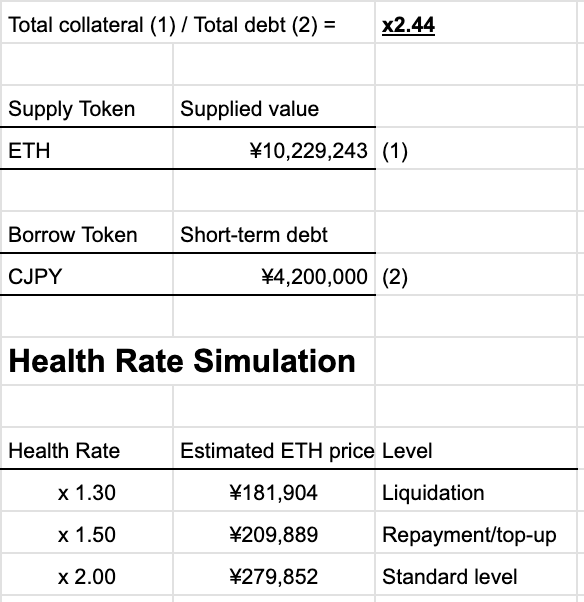 Total collateral (1) / Total debt (2) = x2.44
Supply Token Supplied value
ETH ¥10,229,243 (1)
Borrow Token Short-term debt
CJPY ¥4,200,000 (2)
Health Rate Simulation
Health Rate Estimated ETH price Level
x 1.30 ¥181,904 Liquidation
x 1.50 ¥209,889 Repayment/top-up
x 2.00 ¥279,852 Standard level